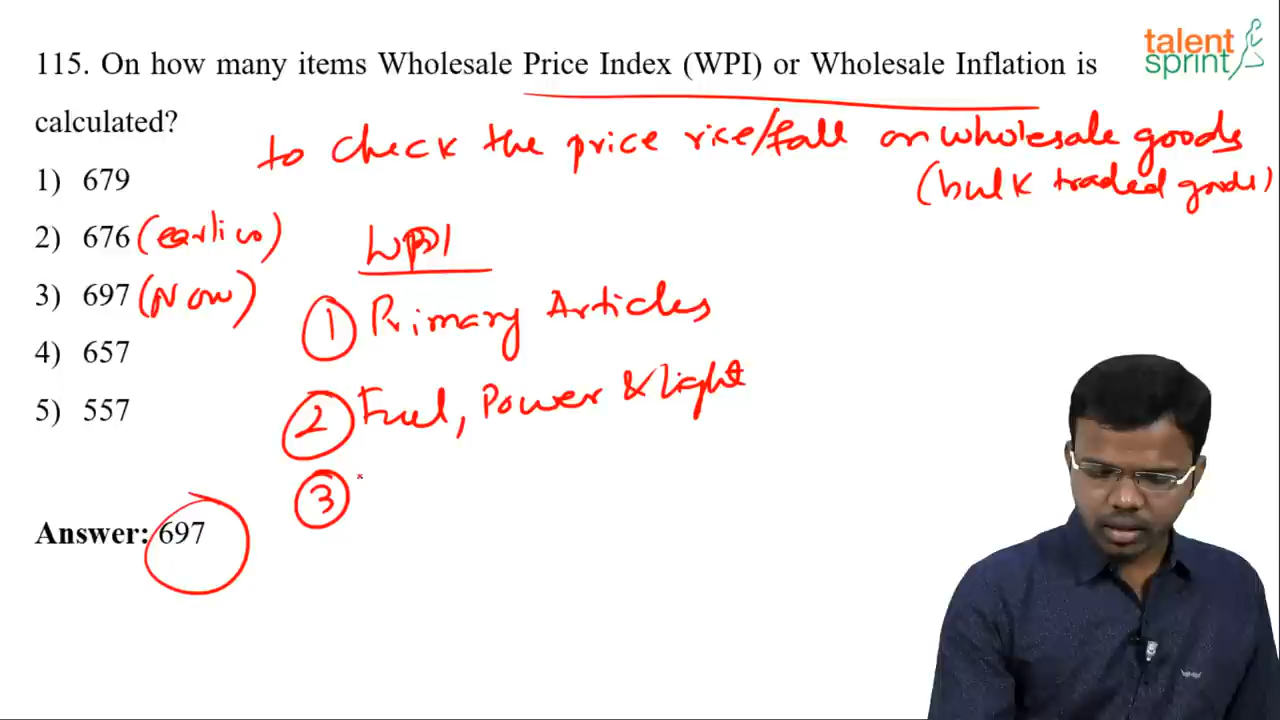 talent
sprint
115. On how many items Wholesale Price Index (WPI) or Wholesale Inflation is
calculated?
to check the price rise/fall on wholesale goods
(bulk traded goods)
1) 679
2) 676 (earlier)
3) 697 (Now)
4) 657
5) 557
WPI
1 Primary Articles
2 Fuel, Power & light
3
Answer: 697